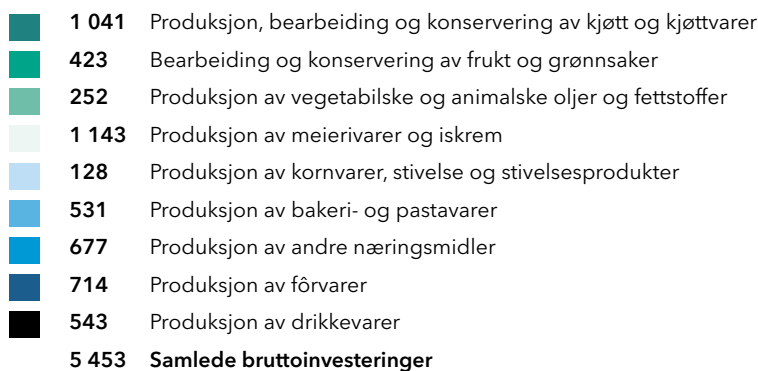 1 041 Produksjon, bearbeiding og konservering av kjøtt og kjøttvarer
423 Bearbeiding og konservering av frukt og grønnsaker
252 Produksjon av vegetabilske og animalske oljer og fettstoffer
1 143 Produksjon av meierivarer og iskrem
128 Produksjon av kornvarer, stivelse og stivelsesprodukter
531 Produksjon av bakeri- og pastavarer
677 Produksjon av andre næringsmidler
714 Produksjon av fôrvarer
543 Produksjon av drikkevarer
5 453 Samlede bruttoinvesteringer